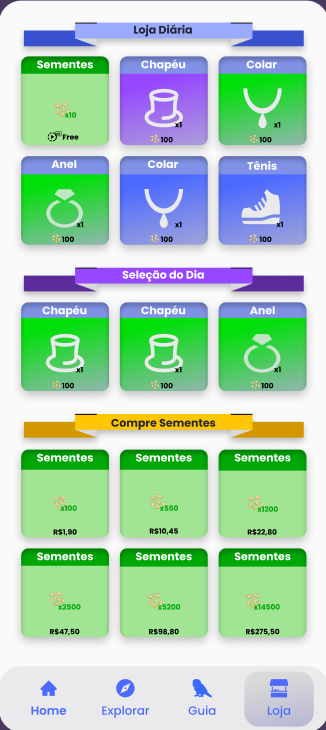 Loja Diária
Sementes Chapéu Colar
x10 x1 x1
Free 100 100
Anel Colar Tênis
x1 x1 x1
100 100 100
Seleção do Dia
Chapéu Chapéu Anel
x1 x1 x1
100 100 100
Compre Sementes
Sementes Sementes Sementes
x100 x550 x1200
R$1,90 R$10,45 R$22,80
Sementes Sementes Sementes
x2500 x5200 x14500
R$47,50 R$98,80 R$275,50
Home Explorar Guia Loja